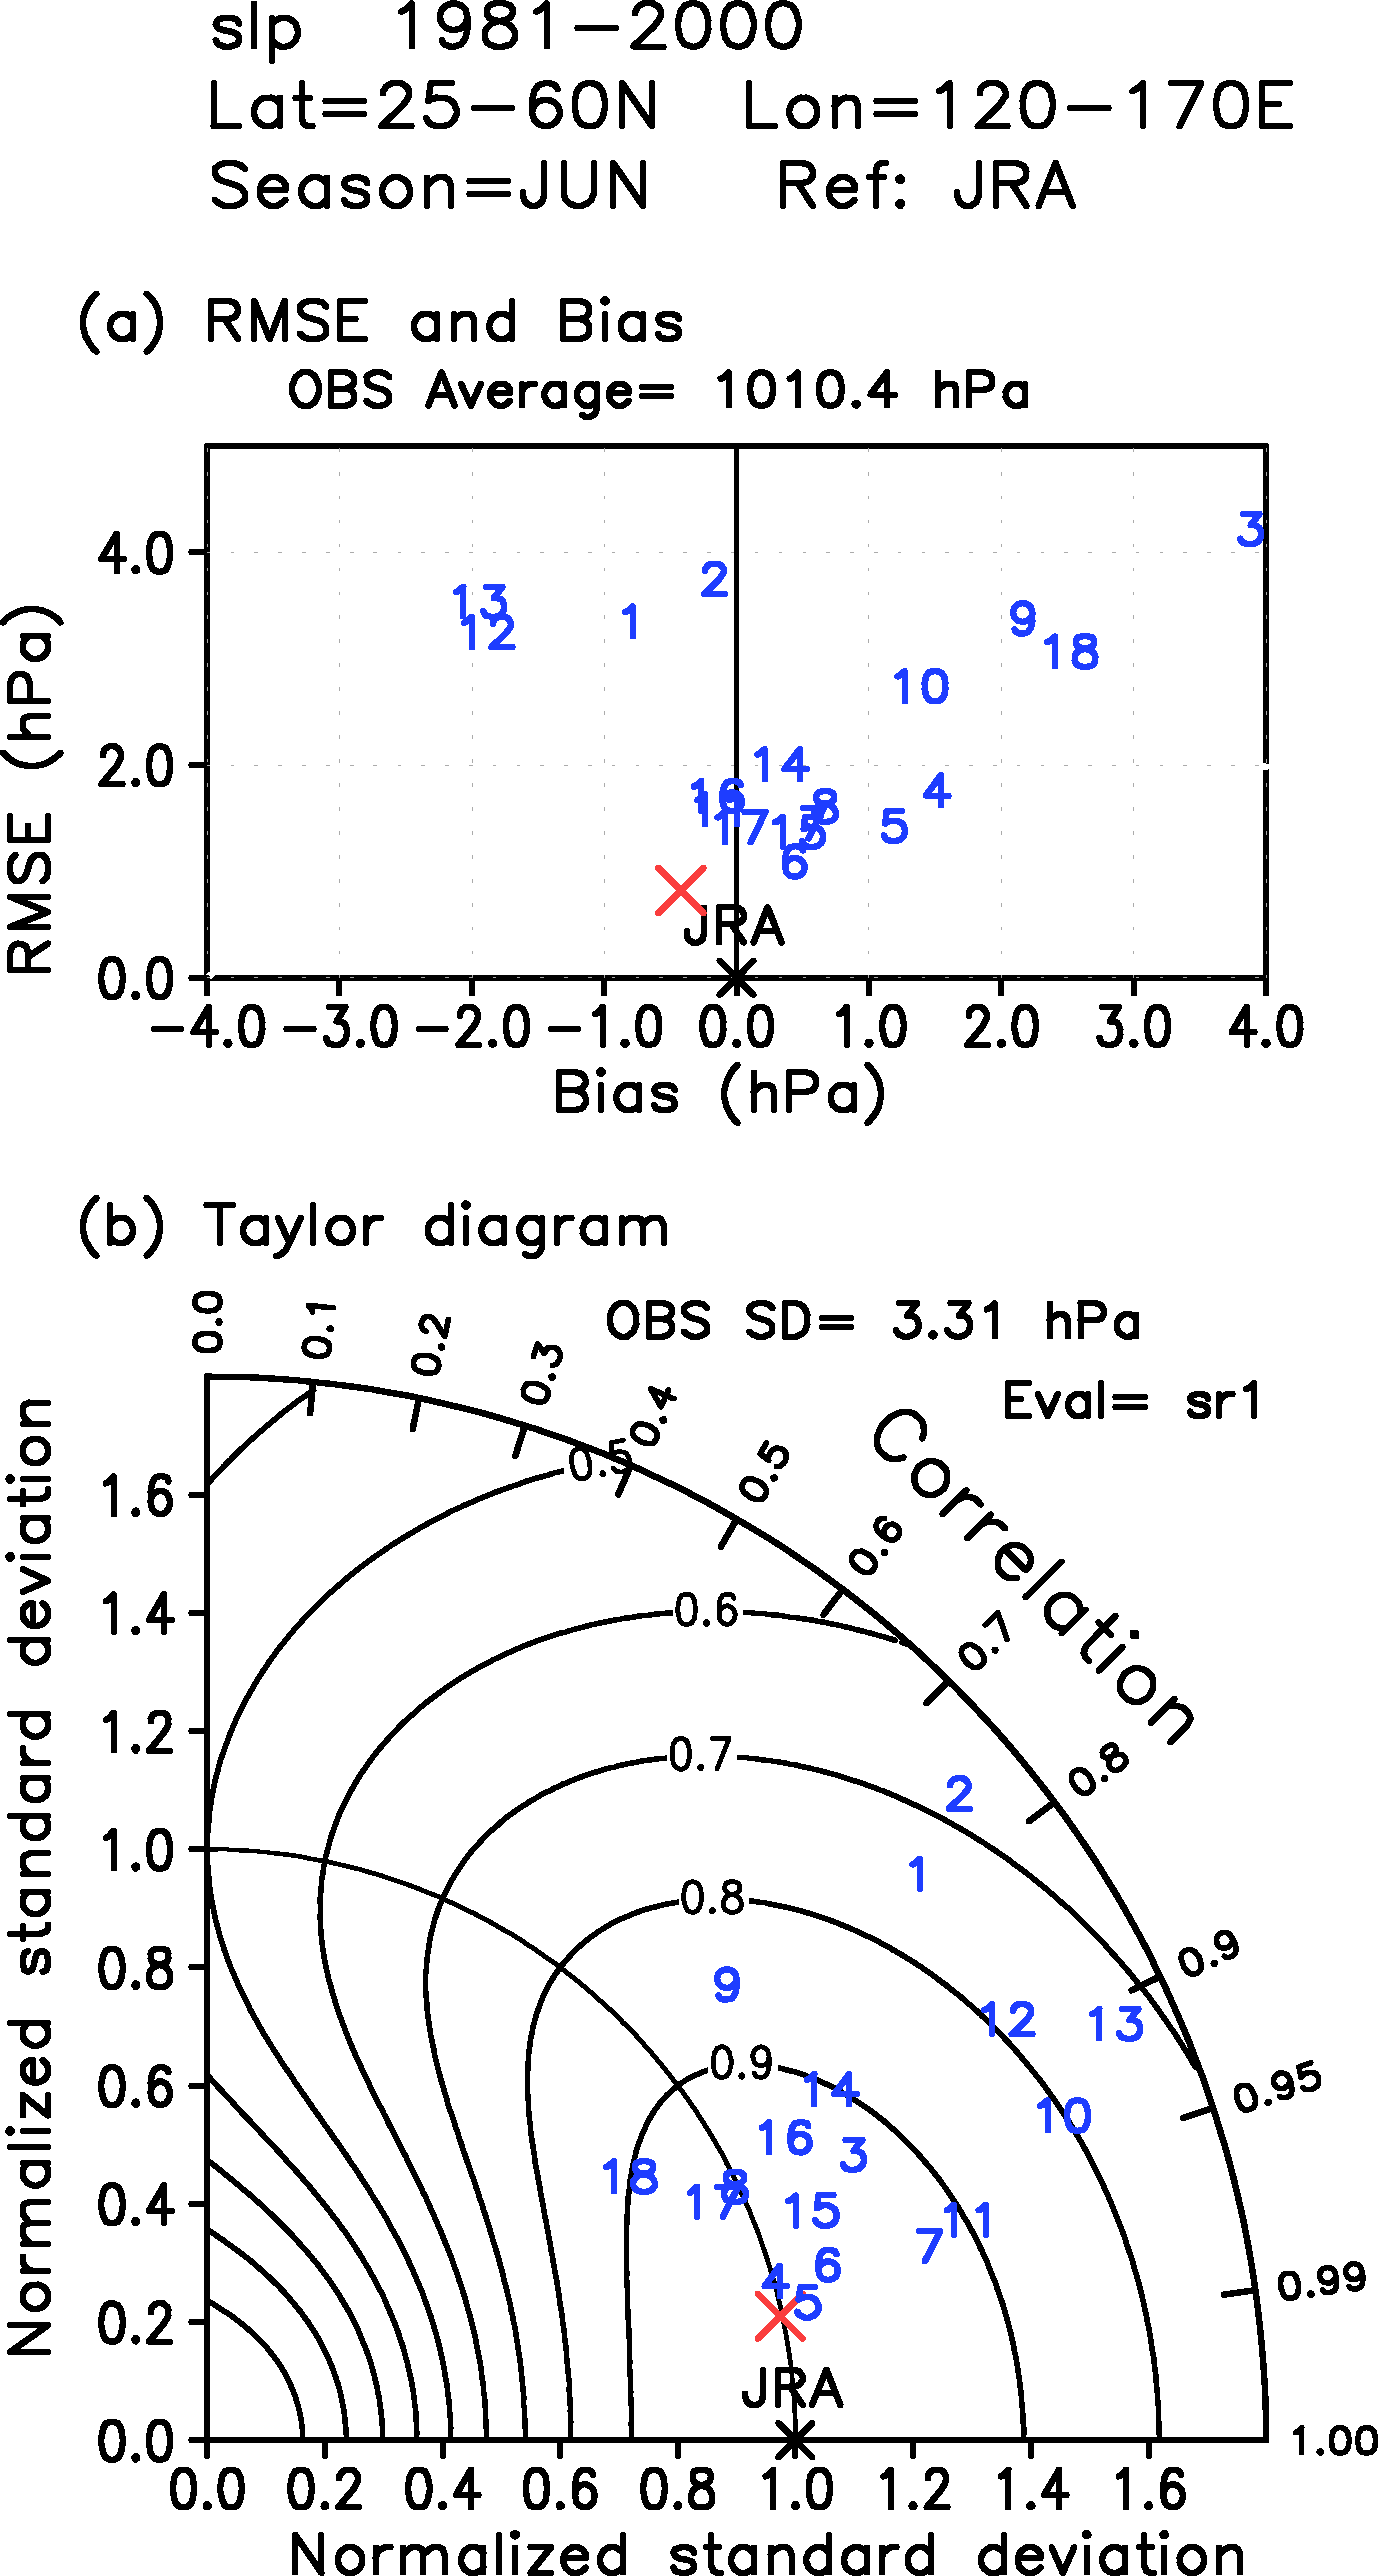 slp 1981−2000
Lat=25−60N Lon=120−170E
Season=JUN Ref: JRA
(a) RMSE and Bias
OBS Average= 1010.4 hPa
RMSE (hPa)
4.0
2.0
0.0
3
2
13
12
1
9
18
10
14
4
16
11
8
7
17
15
5
6
JRA
−4.0 −3.0 −2.0 −1.0 0.0 1.0 2.0 3.0 4.0
Bias (hPa)
(b) Taylor diagram
OBS SD= 3.31 hPa
Eval= sr1
Correlation
0.0 0.1 0.2 0.3 0.4 0.5 0.6 0.7 0.8 0.9 0.95 0.99 1.00
Normalized standard deviation
1.6
1.4
1.2
1.0
0.8
0.6
0.4
0.2
0.0
0.5
0.6
0.7
0.8
0.9
2
1
9
12
13
14
10
16
3
18
8
17
15
11
7
6
4
5
JRA
0.0 0.2 0.4 0.6 0.8 1.0 1.2 1.4 1.6
Normalized standard deviation